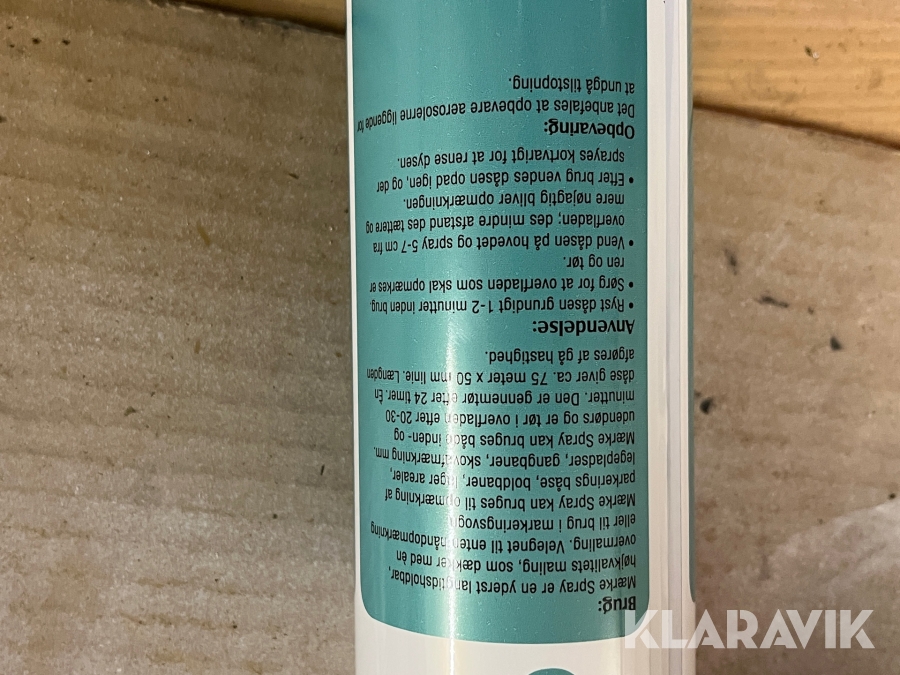 Brug:
Mærke Spray er en yderst langtidsholdbar,
højkvalitets maling, som dækker med èn
overmaling. Velegnet til enten håndopmærkning
eller til brug i markeringsvogn.
Mærke Spray kan bruges til opmærkning af
parkerings båse, boldbaner, lager arealer,
legepladser, gangbaner, skovafmærkning mm.
Mærke Spray kan bruges både inden- og
udendørs og er tør i overfladen efter 20-30
minutter. Den er gennemtør efter 24 timer. Èn
dåse giver ca. 75 meter x 50 mm linie. Længden
afgøres af gå hastighed.
Anvendelse:
• Ryst dåsen grundigt 1-2 minutter inden brug.
• Sørg for at overfladen som skal opmærkes er
ren og tør.
• Vend dåsen på hovedet og spray 5-7 cm fra
overfladen; des mindre afstand des tættere og
mere nøjagtig bliver opmærkningen.
• Efter brug vendes dåsen opad igen, og der
sprayes kortvarigt for at rense dysen.
Opbevaring:
Det anbefales at opbevare aerosolerne liggende for
at undgå tilstopning.
KLARAVIK